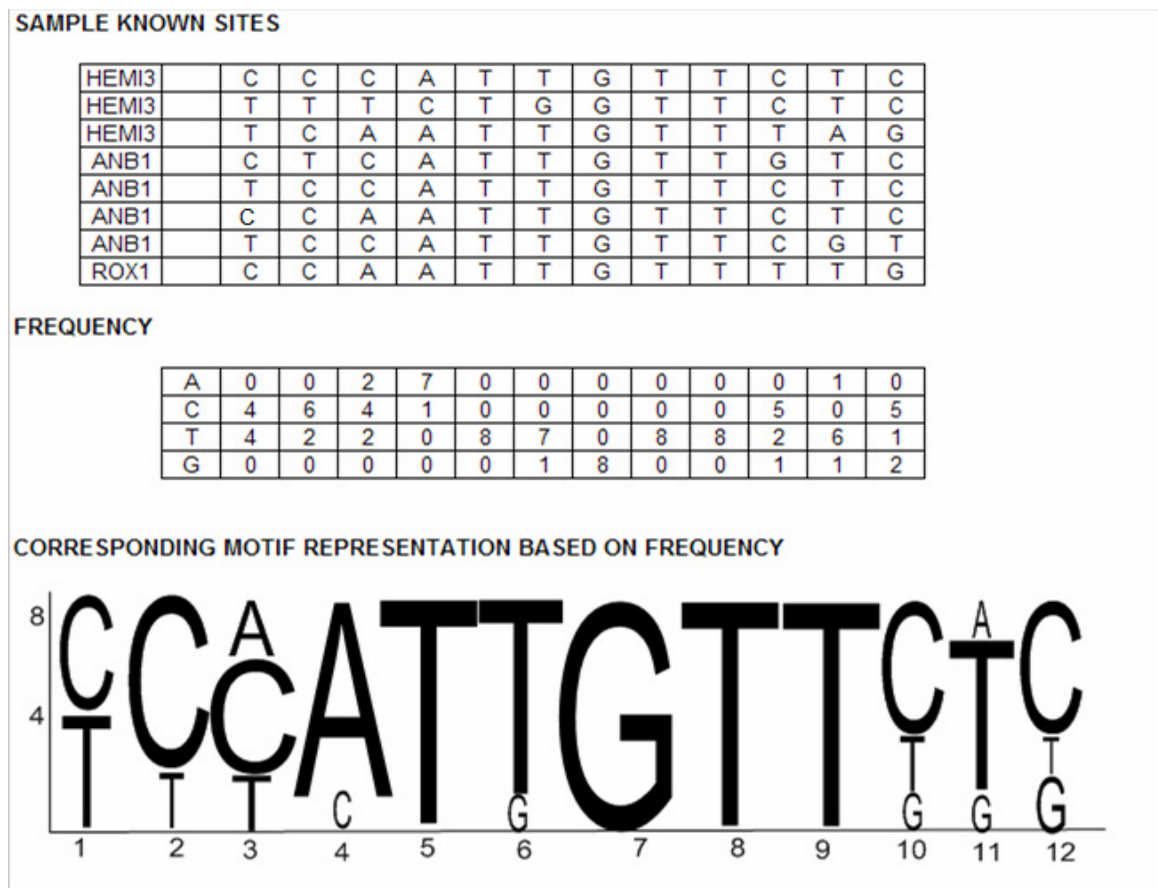 SAMPLE KNOWN SITES
HEMI3 C C C A T T G T T C T C
HEMI3 T T T C T G G T T C T C
HEMI3 T C A A T T G T T T A G
ANB1 C T C A T T G T T G T C
ANB1 T C C A T T G T T C T C
ANB1 C C A A T T G T T C T C
ANB1 T C C A T T G T T C G T
ROX1 C C A A T T G T T T T G
FREQUENCY
A 0 0 2 7 0 0 0 0 0 0 1 0
C 4 6 4 1 0 0 0 0 0 5 0 5
T 4 2 2 0 8 7 0 8 8 2 6 1
G 0 0 0 0 0 1 8 0 0 1 1 2
CORRESPONDING MOTIF REPRESENTATION BASED ON FREQUENCY
8 C C A A T T G T T C A C
4 T T C C G T T T
T G G G
1 2 3 4 5 6 7 8 9 10 11 12